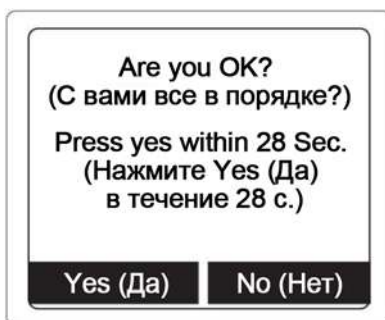 Are you OK?
(С вами все в порядке?)
Press yes within 28 Sec.
(Нажмите Yes (Да)
в течение 28 с.)
Yes (Да) No (Нет)